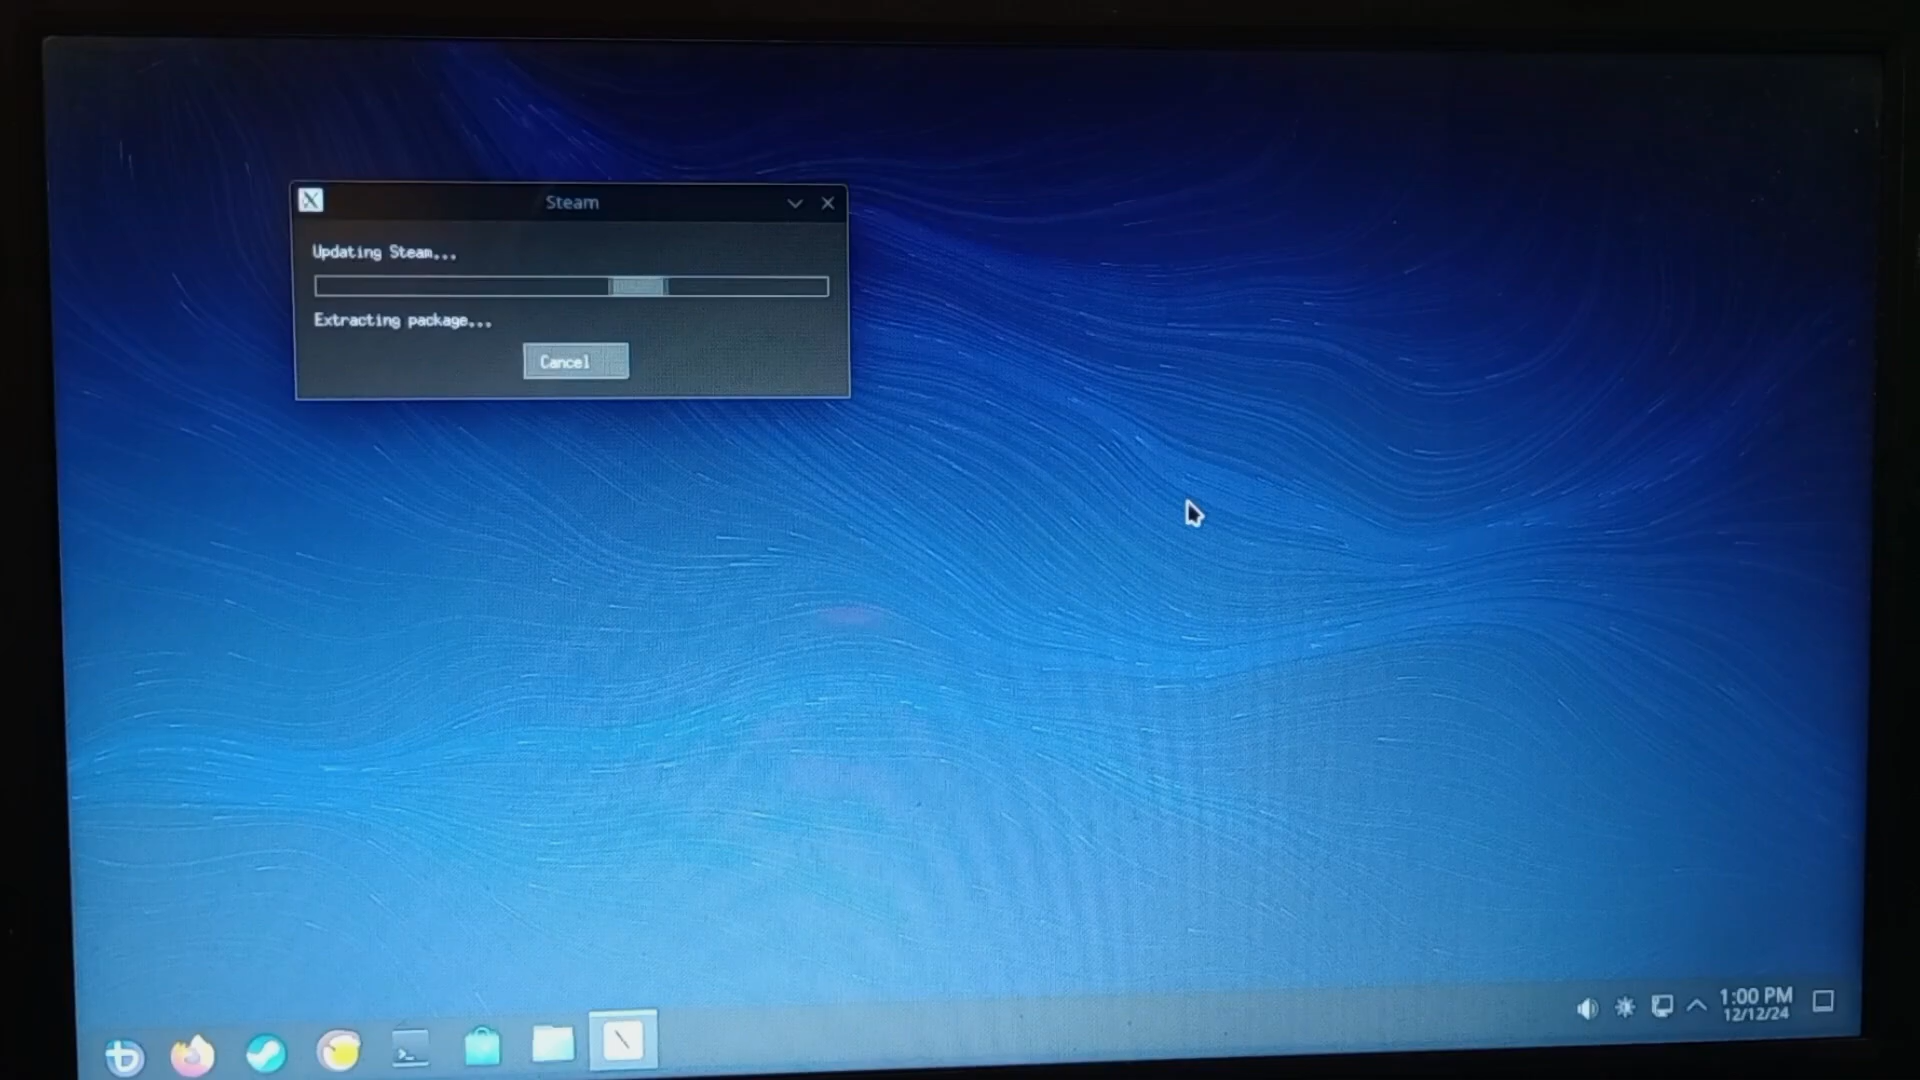 Steam
Updating Steam...
Extracting package...
Cancel
1:00 PM
12/12/24